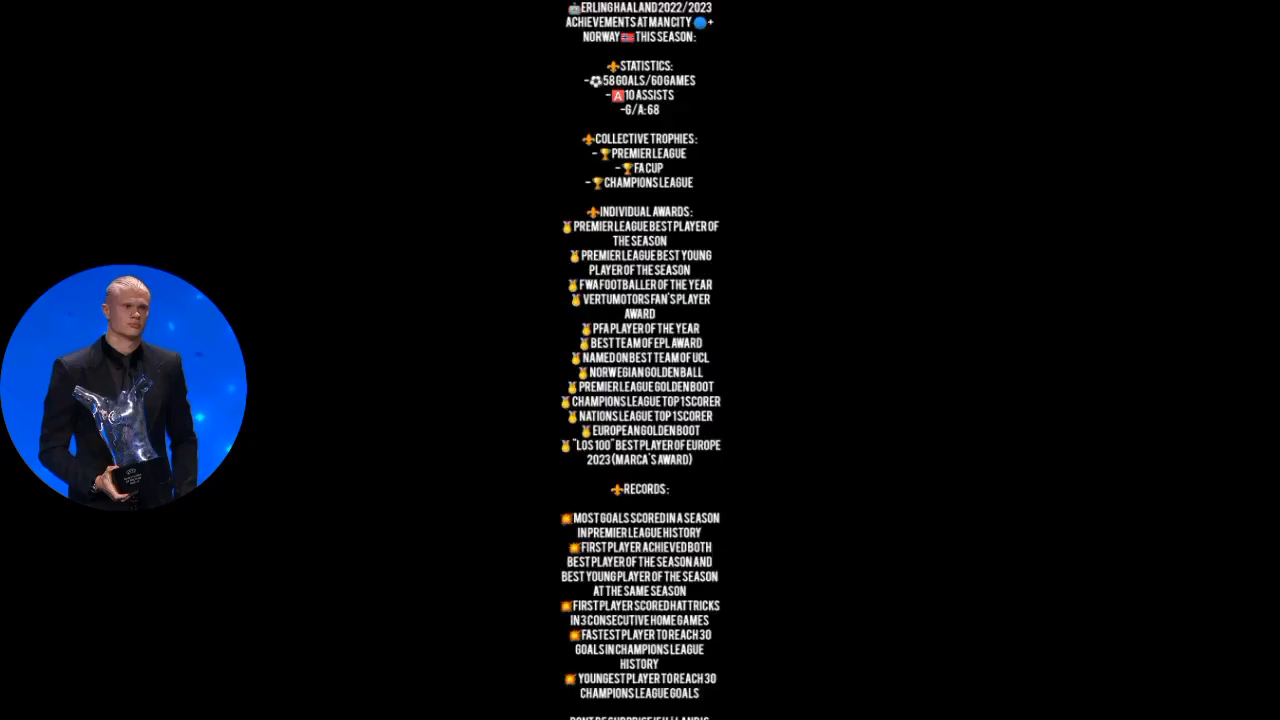 🤖ERLING HAALAND 2022/2023
ACHIEVEMENTS AT MAN CITY 🔵 +
NORWAY 🇳🇴 THIS SEASON :
⚜️STATISTICS:
-⚽58 GOALS/60 GAMES
- 🅰️10 ASSISTS
-G/A: 68
⚜️COLLECTIVE TROPHIES :
- 🏆PREMIER LEAGUE
- 🏆FA CUP
- 🏆CHAMPIONS LEAGUE
⚜️INDIVIDUAL AWARDS :
🥇PREMIER LEAGUE BEST PLAYER OF
THE SEASON
🥇PREMIER LEAGUE BEST YOUNG
PLAYER OF THE SEASON
🥇FWA FOOTBALLER OF THE YEAR
🥇VERTU MOTORS FAN'S PLAYER
AWARD
🥇PFA PLAYER OF THE YEAR
🥇BEST TEAM OF EPL AWARD
🥇NAMED ON BEST TEAM OF UCL
🥇NORWEGIAN GOLDEN BALL
🥇PREMIER LEAGUE GOLDEN BOOT
🥇CHAMPIONS LEAGUE TOP 1 SCORER
🥇NATIONS LEAGUE TOP 1 SCORER
🥇EUROPEAN GOLDEN BOOT
🥇"LOS 100" BEST PLAYER OF EUROPE
2023 (MARCA'S AWARD)
⚜️RECORDS :
💥MOST GOALS SCORED IN A SEASON
IN PREMIER LEAGUE HISTORY
💥FIRST PLAYER ACHIEVED BOTH
BEST PLAYER OF THE SEASON AND
BEST YOUNG PLAYER OF THE SEASON
AT THE SAME SEASON
💥FIRST PLAYER SCORED HATTRICKS
IN 3 CONSECUTIVE HOME GAMES
💥FASTEST PLAYER TO REACH 30
GOALS IN CHAMPIONS LEAGUE
HISTORY
💥 YOUNGEST PLAYER TO REACH 30
CHAMPIONS LEAGUE GOALS